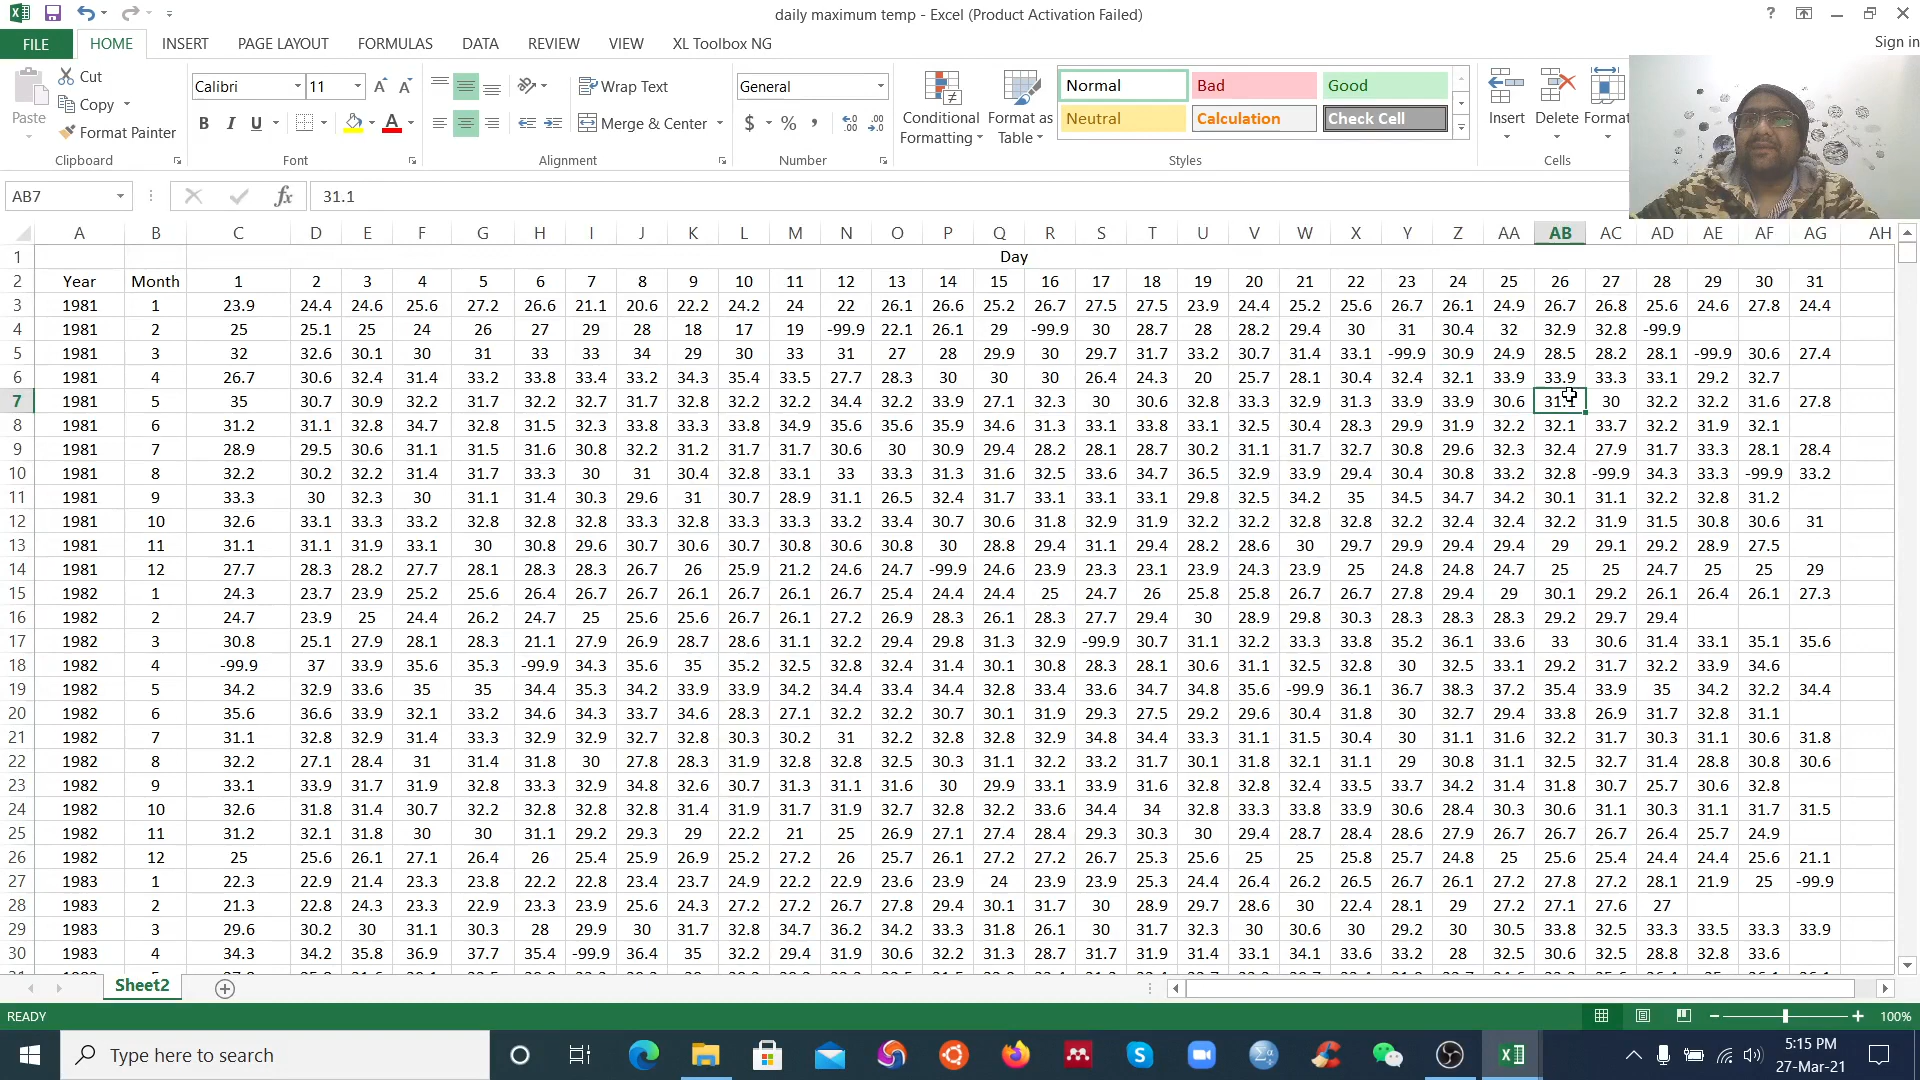 daily maximum temp - Excel (Product Activation Failed)
FILE HOME INSERT PAGE LAYOUT FORMULAS DATA REVIEW VIEW XL Toolbox NG Sign in
Paste Cut Copy Format Painter
Calibri 11
B I U A
Wrap Text
Merge & Center
General
$ % ,
Conditional Formatting
Format as Table
Normal Bad Good
Neutral Calculation Check Cell
Insert Delete Format
Clipboard Font Alignment Number Styles Cells
AB7 fx 31.1
A B C D E F G H I J K L M N O P Q R S T U V W X Y Z AA AB AC AD AE AF AG AH
1 Day
2 Year Month 1 2 3 4 5 6 7 8 9 10 11 12 13 14 15 16 17 18 19 20 21 22 23 24 25 26 27 28 29 30 31
3 1981 1 23.9 24.4 24.6 25.6 27.2 26.6 21.1 20.6 22.2 24.2 24 22 26.1 26.6 25.2 26.7 27.5 27.5 23.9 24.4 25.2 25.6 26.7 26.1 24.9 26.7 26.8 25.6 24.6 27.8 24.4
4 1981 2 25 25.1 25 24 26 27 29 28 18 17 19 -99.9 22.1 26.1 29 -99.9 30 28.7 28 28.2 29.4 30 31 30.4 32 32.9 32.8 -99.9
5 1981 3 32 32.6 30.1 30 31 33 33 34 29 30 33 31 27 28 29.9 30 29.7 31.7 33.2 30.7 31.4 33.1 -99.9 30.9 24.9 28.5 28.2 28.1 -99.9 30.6 27.4
6 1981 4 26.7 30.6 32.4 31.4 33.2 33.8 33.4 33.2 34.3 35.4 33.5 27.7 28.3 30 30 30 26.4 24.3 20 25.7 28.1 30.4 32.4 32.1 33.9 33.9 33.3 33.1 29.2 32.7
7 1981 5 35 30.7 30.9 32.2 31.7 32.2 32.7 31.7 32.8 32.2 32.2 34.4 32.2 33.9 27.1 32.3 30 30.6 32.8 33.3 32.9 31.3 33.9 33.9 30.6 31.1 30 32.2 32.2 31.6 27.8
8 1981 6 31.2 31.1 32.8 34.7 32.8 31.5 32.3 33.8 33.3 33.8 34.9 35.6 35.6 35.9 34.6 31.3 33.1 33.8 33.1 32.5 30.4 28.3 29.9 31.9 32.2 32.1 33.7 32.2 31.9 32.1
9 1981 7 28.9 29.5 30.6 31.1 31.5 31.6 30.8 32.2 31.2 31.7 31.7 30.6 30 30.9 29.4 28.2 28.1 28.7 30.2 31.1 31.7 32.7 30.8 29.6 32.3 32.4 27.9 31.7 33.3 28.1 28.4
10 1981 8 32.2 30.2 32.2 31.4 31.7 33.3 30 31 30.4 32.8 33.1 33 33.3 31.3 31.6 32.5 33.6 34.7 36.5 32.9 33.9 29.4 30.4 30.8 33.2 32.8 -99.9 34.3 33.3 -99.9 33.2
11 1981 9 33.3 30 32.3 30 31.1 31.4 30.3 29.6 31 30.7 28.9 31.1 26.5 32.4 31.7 33.1 33.1 33.1 29.8 32.5 34.2 35 34.5 34.7 34.2 30.1 31.1 32.2 32.8 31.2
12 1981 10 32.6 33.1 33.3 33.2 32.8 32.8 32.8 33.3 32.8 33.3 33.3 33.2 33.4 30.7 30.6 31.8 32.9 31.9 32.2 32.2 32.8 32.8 32.2 32.4 32.4 32.2 31.9 31.5 30.8 30.6 31
13 1981 11 31.1 31.1 31.9 33.1 30 30.8 29.6 30.7 30.6 30.7 30.8 30.6 30.8 30 28.8 29.4 31.1 29.4 28.2 28.6 30 29.7 29.9 29.4 29.4 29 29.1 29.2 28.9 27.5
14 1981 12 27.7 28.3 28.2 27.7 28.1 28.3 28.3 26.7 26 25.9 21.2 24.6 24.7 -99.9 24.6 23.9 23.3 23.1 23.9 24.3 23.9 25 24.8 24.8 24.7 25 25 24.7 25 25 29
15 1982 1 24.3 23.7 23.9 25.2 25.6 26.4 26.7 26.7 26.1 26.7 26.1 26.7 25.4 24.4 24.4 25 24.7 26 25.8 25.8 26.7 26.7 27.8 29.4 29 30.1 29.2 26.1 26.4 26.1 27.3
16 1982 2 24.7 23.9 25 24.4 26.2 24.7 25 25.6 25.6 26.7 26.1 27.2 26.9 28.3 26.1 28.3 27.7 29.4 30 28.9 29.8 30.3 28.3 28.3 28.3 29.2 29.7 29.4
17 1982 3 30.8 25.1 27.9 28.1 28.3 21.1 27.9 26.9 28.7 28.6 31.1 32.2 29.4 29.8 31.3 32.9 -99.9 30.7 31.1 32.2 33.3 33.8 35.2 36.1 33.6 33 30.6 31.4 33.1 35.1 35.6
18 1982 4 -99.9 37 33.9 35.6 35.3 -99.9 34.3 35.6 35 35.2 32.5 32.8 32.4 31.4 30.1 30.8 28.3 28.1 30.6 31.1 32.5 32.8 30 32.5 33.1 29.2 31.7 32.2 33.9 34.6
19 1982 5 34.2 32.9 33.6 35 35 34.4 35.3 34.2 33.9 33.9 34.2 34.4 33.4 34.4 32.8 33.4 33.6 34.7 34.8 35.6 -99.9 36.1 36.7 38.3 37.2 35.4 33.9 35 34.2 32.2 34.4
20 1982 6 35.6 36.6 33.9 32.1 33.2 34.6 34.3 33.7 34.6 28.3 27.1 32.2 32.2 30.7 30.1 31.9 29.3 27.5 29.2 29.6 30.4 31.8 30 32.7 29.4 33.8 26.9 31.7 32.8 31.1
21 1982 7 31.1 32.8 32.9 31.4 33.3 32.9 32.9 32.7 32.8 30.3 30.2 31 32.2 32.8 32.8 32.9 34.8 34.4 33.3 31.1 31.5 30.4 30 31.1 31.6 32.2 31.7 30.3 31.1 30.6 31.8
22 1982 8 32.2 27.1 28.4 31 31.4 31.8 30 27.8 28.3 31.9 32.8 32.8 32.5 30.3 31.1 32.2 33.2 31.7 30.1 31.8 32.1 31.1 29 30.8 31.1 32.5 32.7 31.4 28.8 30.8 30.6
23 1982 9 33.1 33.9 31.7 31.9 32.8 33.3 32.9 34.8 32.6 30.7 31.3 31.1 31.6 30 29.9 33.1 33.9 31.6 32.8 32.8 32.4 33.5 33.7 34.2 31.4 31.8 30.7 25.7 30.6 32.8
24 1982 10 32.6 31.8 31.4 30.7 32.2 32.8 32.8 32.8 31.4 31.9 31.7 31.9 32.7 32.8 32.2 33.6 34.4 34 32.8 33.3 33.8 33.9 30.6 28.4 30.3 30.6 31.1 30.3 31.1 31.7 31.5
25 1982 11 31.2 32.1 31.8 30 30 31.1 29.2 29.3 29 22.2 21 25 26.9 27.1 27.4 28.4 29.3 30.3 30 29.4 28.7 28.4 28.6 27.9 26.7 26.7 26.7 26.4 25.7 24.9
26 1982 12 25 25.6 26.1 27.1 26.4 26 25.4 25.9 26.9 25.2 27.2 26 25.7 26.1 27.2 27.2 26.7 25.3 25.6 25 25 25.8 25.7 24.8 25 25.6 25.4 24.4 24.4 25.6 21.1
27 1983 1 22.3 22.9 21.4 23.3 23.8 22.2 22.8 23.4 23.7 24.9 22.2 22.9 23.6 23.9 24 23.9 23.9 25.3 24.4 26.4 26.2 26.5 26.7 26.1 27.2 27.8 27.2 28.1 21.9 25 -99.9
28 1983 2 21.3 22.8 24.3 23.3 22.9 23.3 23.9 25.6 24.3 27.2 27.2 26.7 27.8 29.4 30.1 31.7 30 28.9 29.7 28.6 30 22.4 28.1 29 27.2 27.1 27.6 27
29 1983 3 29.6 30.2 30 31.1 30.3 28 29.9 30 31.7 32.8 34.7 36.2 34.2 33.3 31.8 26.1 30 31.7 32.3 30 30.6 30 29.2 30 30.5 33.8 32.5 33.3 33.5 33.3 33.9
30 1983 4 34.3 34.2 35.8 36.9 37.7 35.4 -99.9 36.4 35 32.2 29.4 31.9 30.6 32.2 31.3 28.7 31.7 31.9 31.4 33.1 34.1 33.6 33.2 28 32.5 30.6 32.5 28.8 32.8 33.6
Sheet2
READY 100%
Type here to search
5:15 PM
27-Mar-21